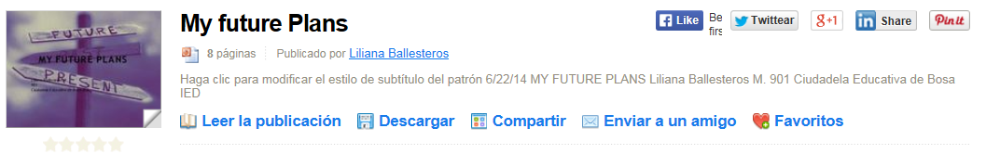 My future Plans
Like
Be
firs
Twittear
g+1
in Share
Pin it
8 páginas
Publicado por Liliana Ballesteros
Haga clic para modificar el estilo de subtítulo del patrón 6/22/14 MY FUTURE PLANS Liliana Ballesteros M. 901 Ciudadela Educativa de Bosa
IED
Leer la publicación
Descargar
Compartir
Enviar a un amigo
Favoritos
FUTURE
PAST
MY FUTURE PLANS
PRESENT